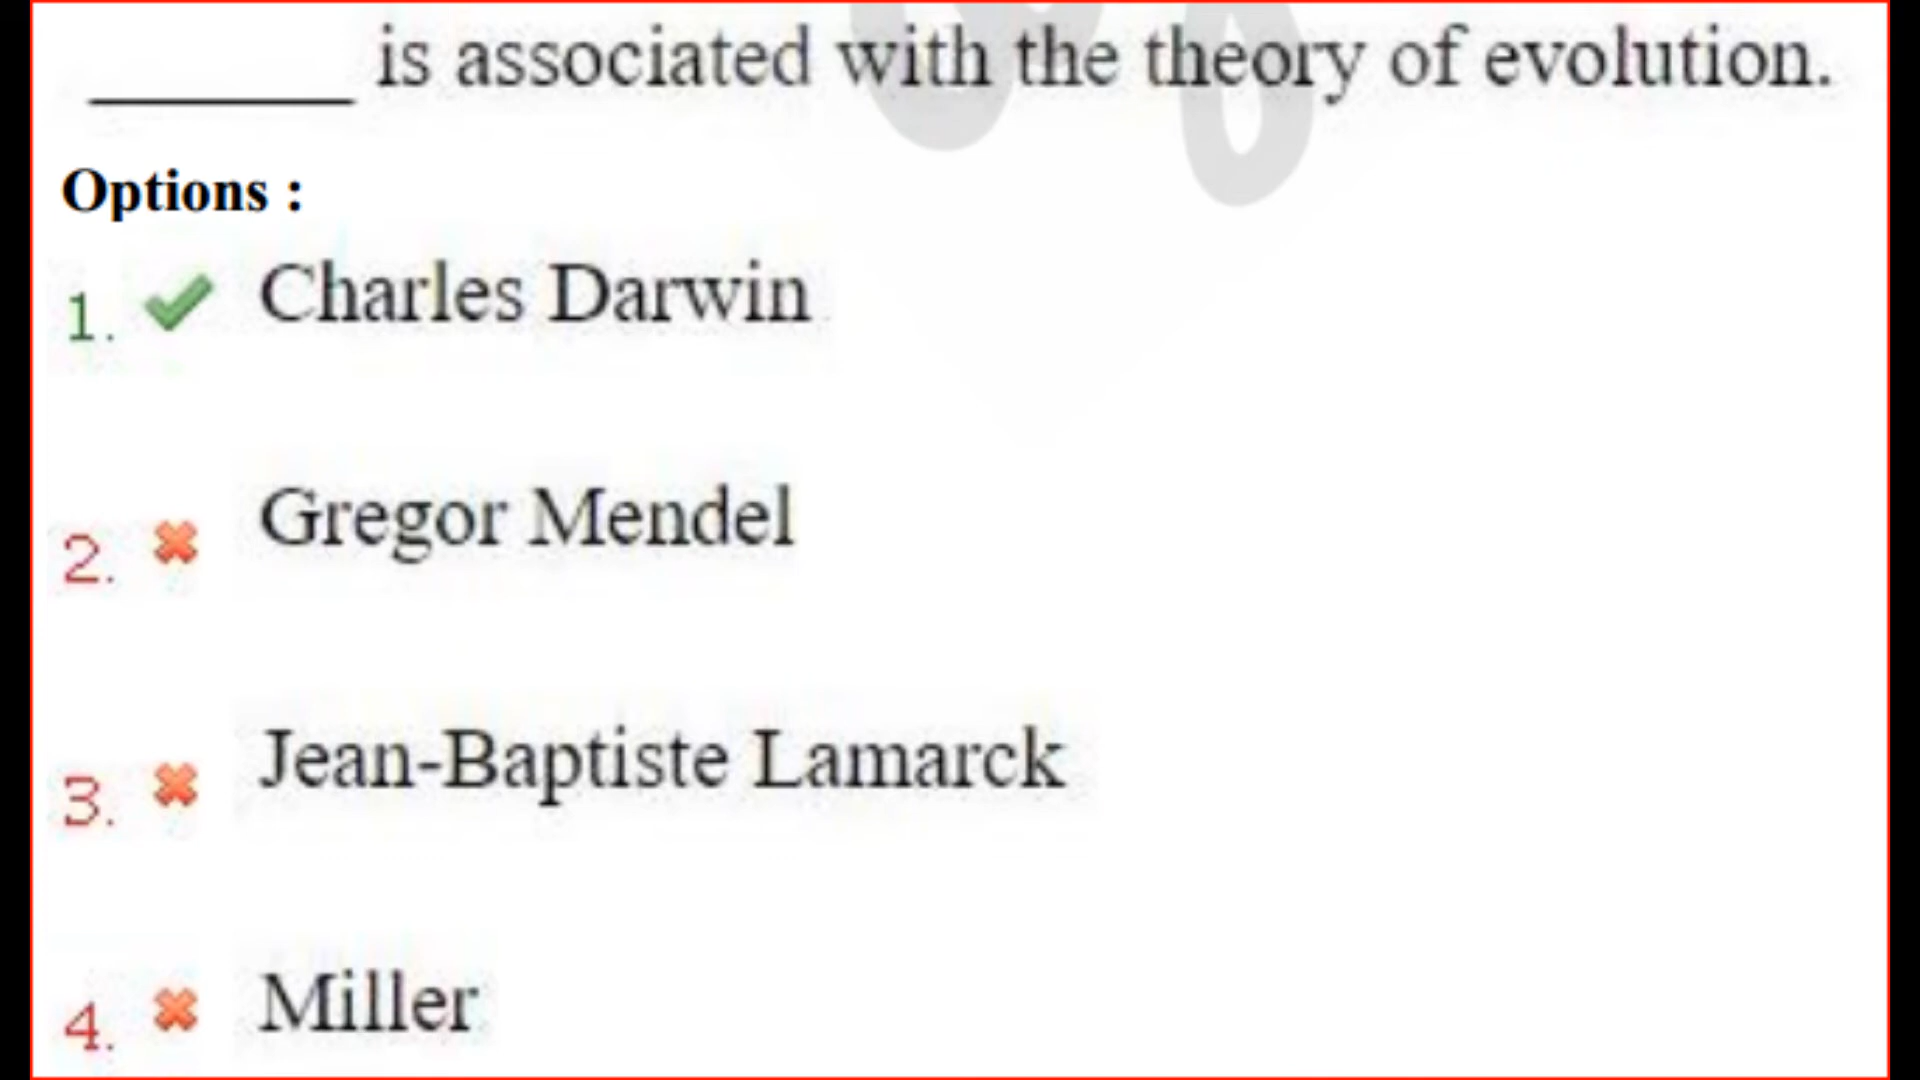 ______ is associated with the theory of evolution.
Options :
1. Charles Darwin
2. Gregor Mendel
3. Jean-Baptiste Lamarck
4. Miller